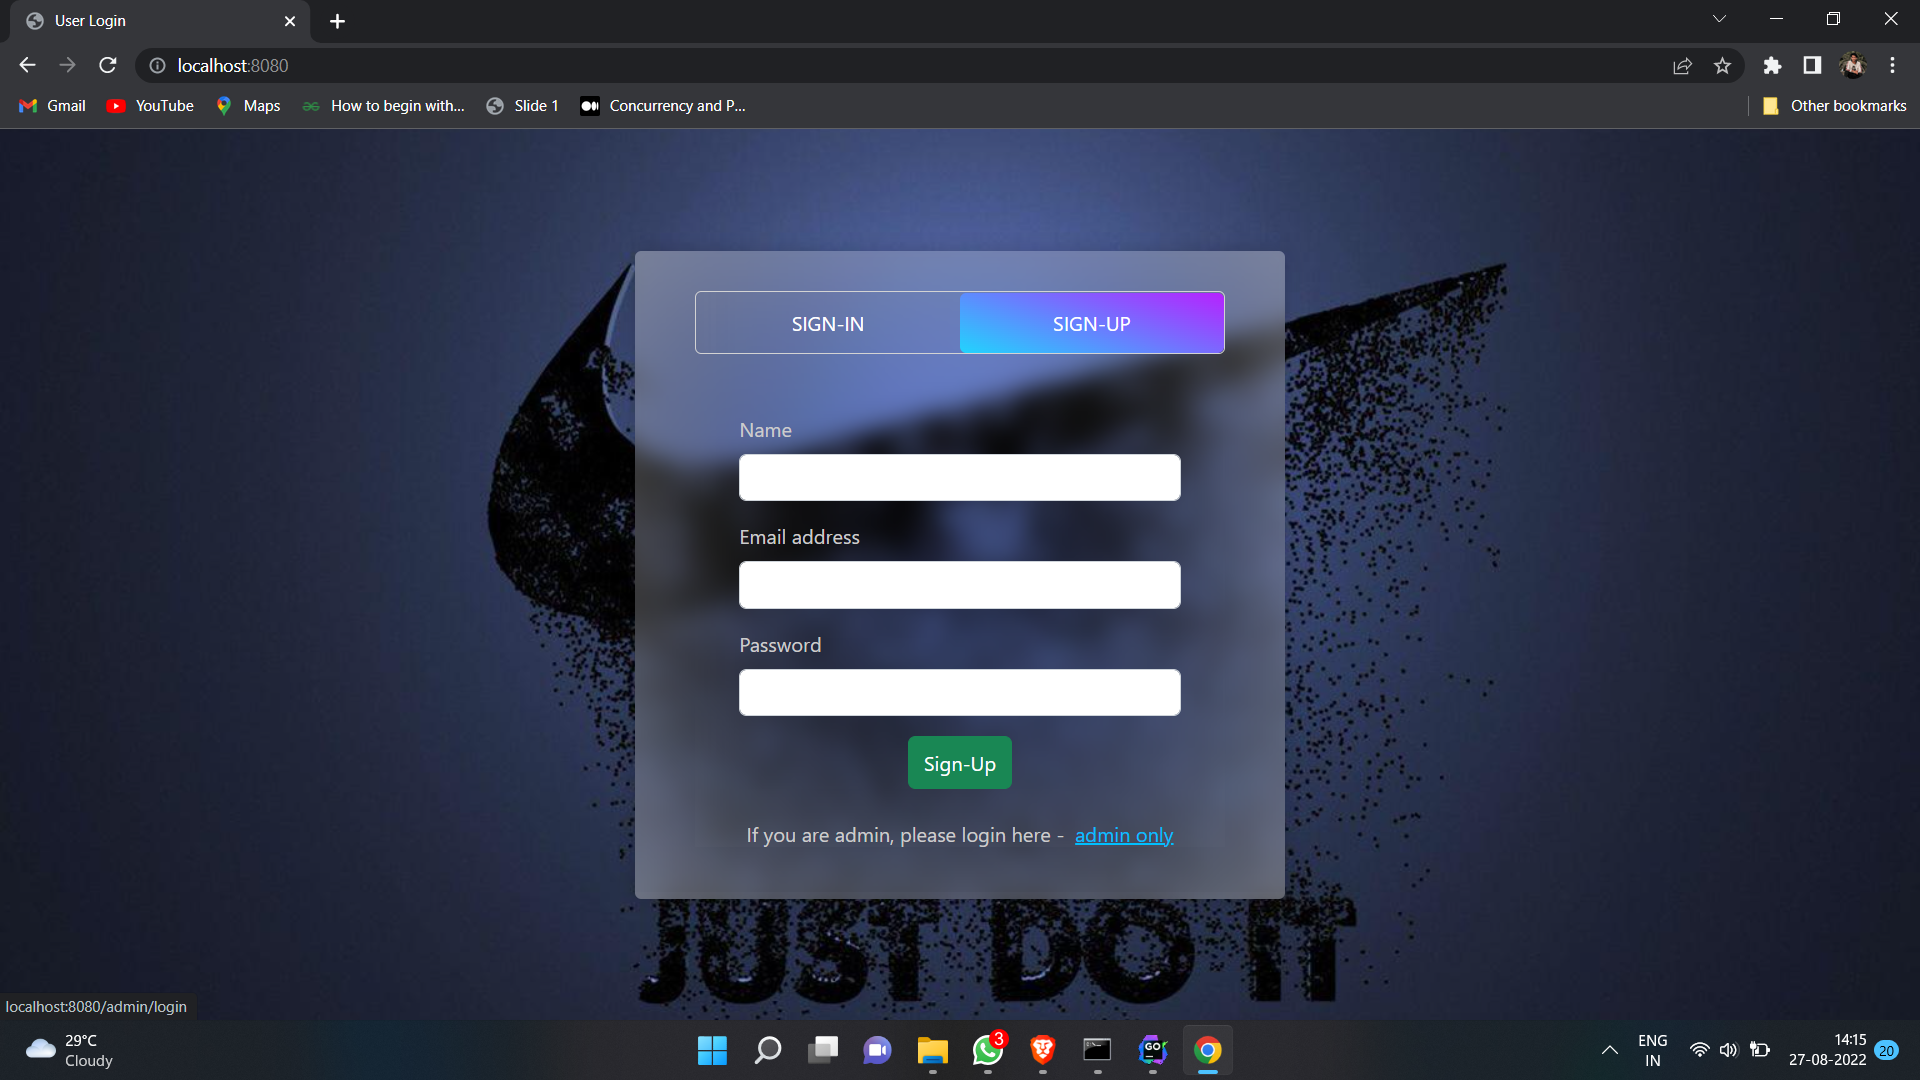 User Login
localhost:8080
Gmail
YouTube
Maps
How to begin with...
Slide 1
Concurrency and P...
Other bookmarks
SIGN-IN
SIGN-UP
Name
Email address
Password
Sign-Up
If you are admin, please login here - admin only
JUST DO IT
localhost:8080/admin/login
29°C
Cloudy
3
GO
ENG
IN
14:15
27-08-2022
20